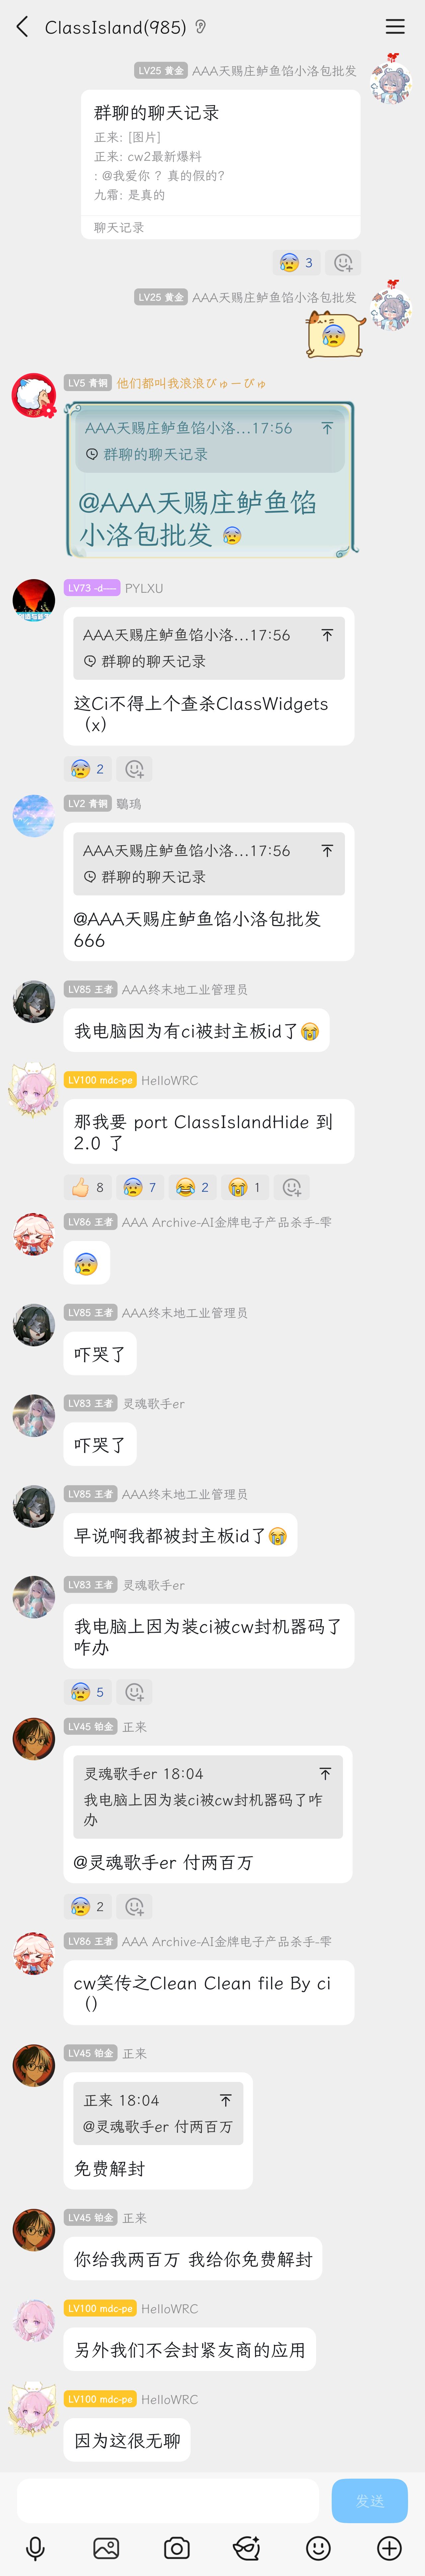 ClassIsland(985)
LV25 黄金 AAA天赐庄鲈鱼馅小洛包批发
群聊的聊天记录
正来: [图片]
正来: cw2最新爆料
: @我爱你 ? 真的假的?
九霜: 是真的
聊天记录
3
LV25 黄金 AAA天赐庄鲈鱼馅小洛包批发
LV5 青铜 他们都叫我浪浪びゅーびゅ
AAA天赐庄鲈鱼馅小洛...17:56
群聊的聊天记录
@AAA天赐庄鲈鱼馅
小洛包批发
LV73 -d— PYLXU
AAA天赐庄鲈鱼馅小洛...17:56
群聊的聊天记录
这Ci不得上个查杀ClassWidgets
（x）
2
LV2 青铜
AAA天赐庄鲈鱼馅小洛...17:56
群聊的聊天记录
@AAA天赐庄鲈鱼馅小洛包批发
666
LV85 王者 AAA终末地工业管理员
我电脑因为有ci被封主板id了😭
LV100 mdc-pe HelloWRC
那我要 port ClassIslandHide 到
2.0 了
8 7 2 1
LV86 王者 AAA Archive-AI金牌电子产品杀手-雫
LV85 王者 AAA终末地工业管理员
吓哭了
LV83 王者 灵魂歌手er
吓哭了
LV85 王者 AAA终末地工业管理员
早说啊我都被封主板id了😭
LV83 王者 灵魂歌手er
我电脑上因为装ci被cw封机器码了
咋办
5
LV45 铂金 正来
灵魂歌手er 18:04
我电脑上因为装ci被cw封机器码了咋
办
@灵魂歌手er 付两百万
2
LV86 王者 AAA Archive-AI金牌电子产品杀手-雫
cw笑传之Clean Clean file By ci
（）
LV45 铂金 正来
正来 18:04
@灵魂歌手er 付两百万
免费解封
LV45 铂金 正来
你给我两百万 我给你免费解封
LV100 mdc-pe HelloWRC
另外我们不会封紧友商的应用
LV100 mdc-pe HelloWRC
因为这很无聊
发送